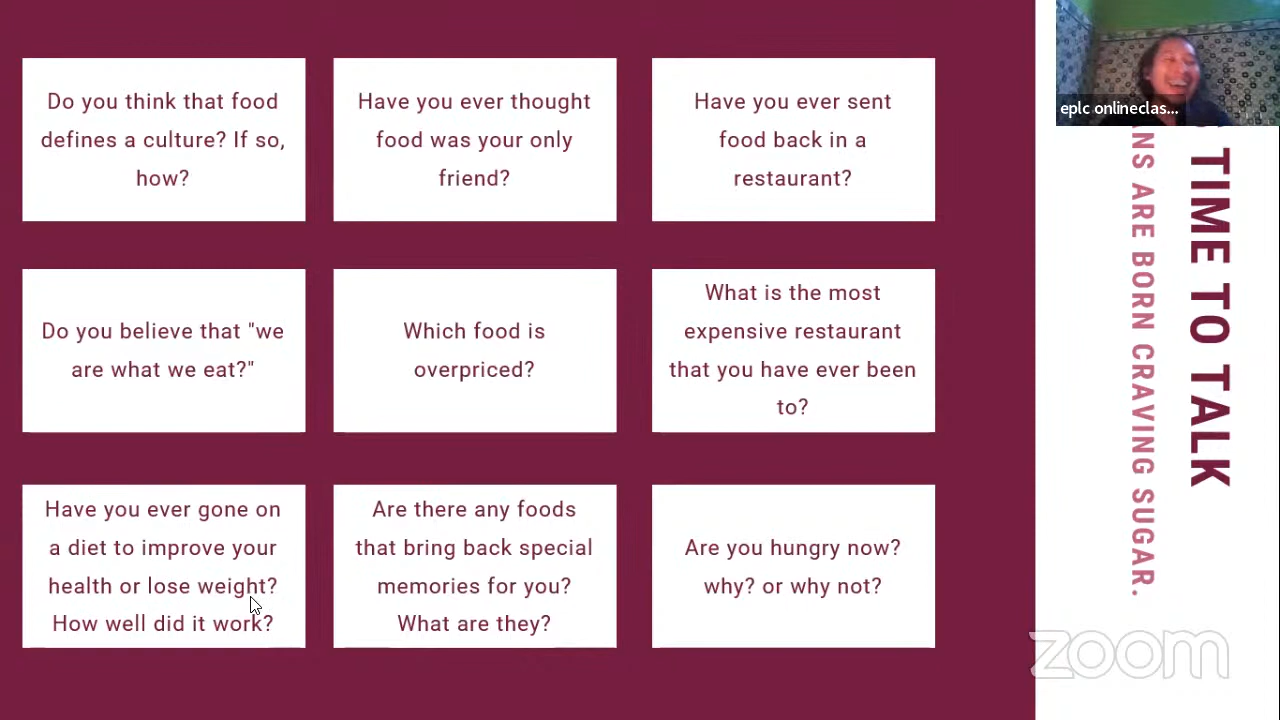 Do you think that food
defines a culture? If so,
how?
Have you ever thought
food was your only
friend?
Have you ever sent
food back in a
restaurant?
Do you believe that "we
are what we eat?"
Which food is
overpriced?
What is the most
expensive restaurant
that you have ever been
to?
Have you ever gone on
a diet to improve your
health or lose weight?
How well did it work?
Are there any foods
that bring back special
memories for you?
What are they?
Are you hungry now?
why? or why not?
eplc onlineclas...
TIME TO TALK
ARE BORN CRAVING SUGAR.
zoom